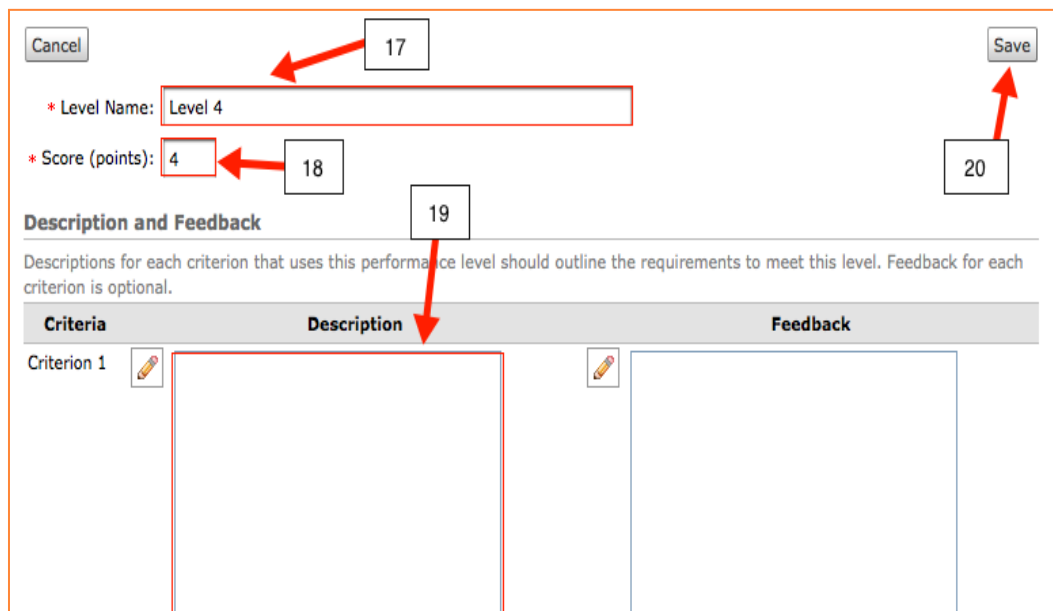 Cancel
17
Save
* Level Name: Level 4
* Score (points): 4
18
20
19
Description and Feedback
Descriptions for each criterion that uses this performance level should outline the requirements to meet this level. Feedback for each
criterion is optional.
Criteria Description Feedback
Criterion 1